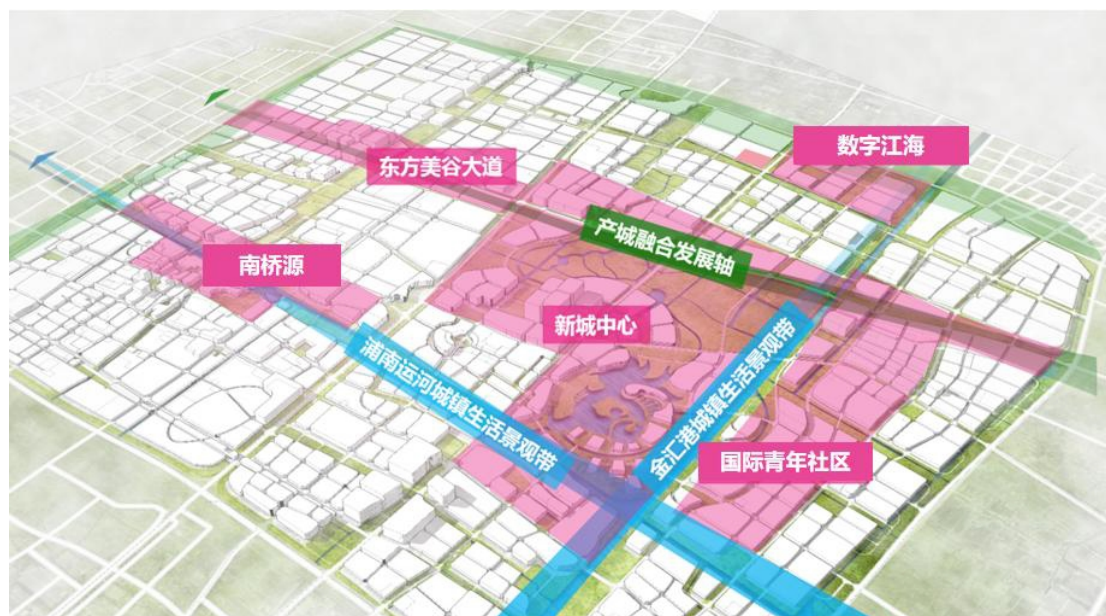 数字江海
东方美谷大道
产城融合发展轴
南桥源
新城中心
浦南运河城镇生活景观带
金汇港城镇生活景观带
国际青年社区